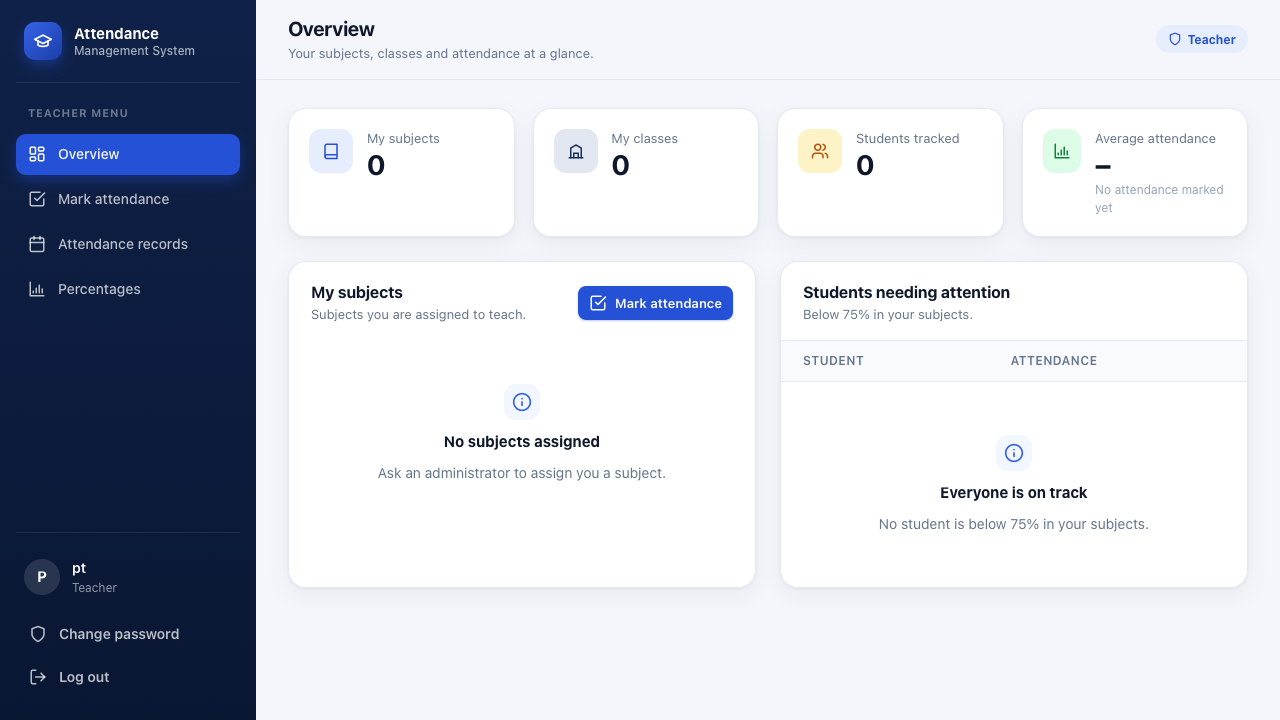 Attendance
Management System
TEACHER MENU
Overview
Mark attendance
Attendance records
Percentages
P
pt
Teacher
Change password
Log out
Overview
Your subjects, classes and attendance at a glance.
Teacher
My subjects
0
My classes
0
Students tracked
0
Average attendance
–
No attendance marked
yet
My subjects
Subjects you are assigned to teach.
Mark attendance
No subjects assigned
Ask an administrator to assign you a subject.
Students needing attention
Below 75% in your subjects.
STUDENT ATTENDANCE
Everyone is on track
No student is below 75% in your subjects.